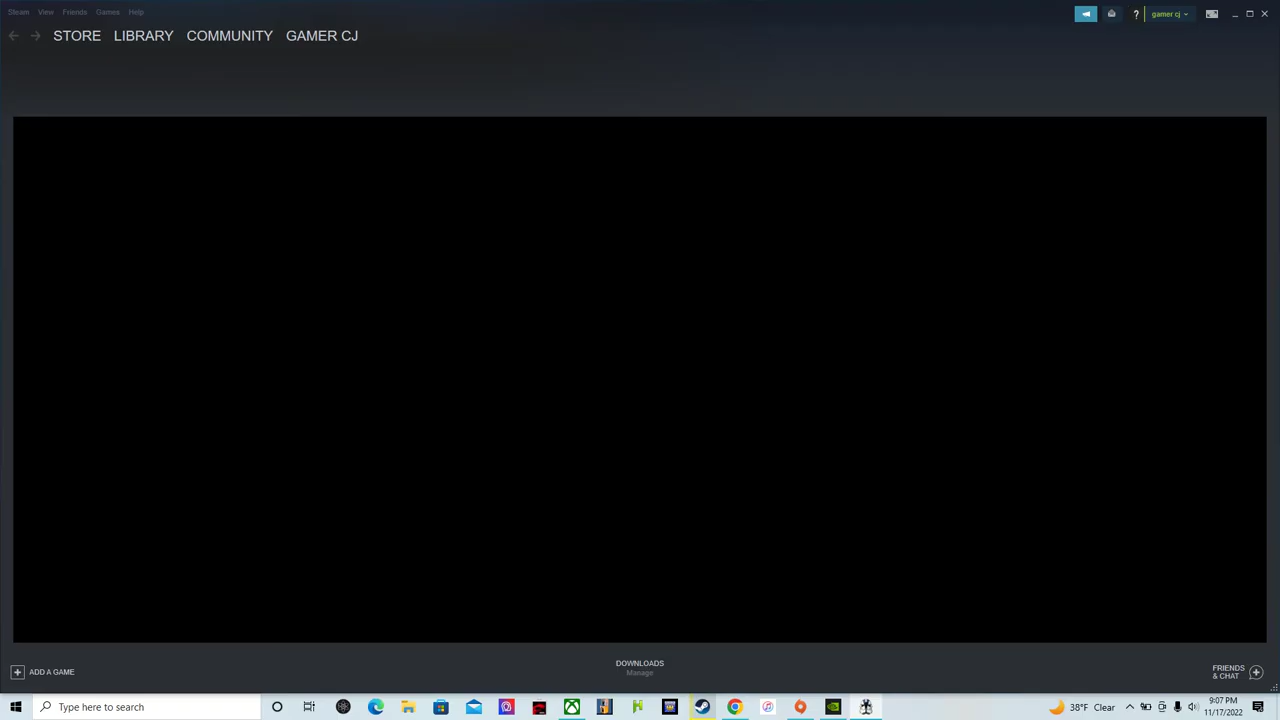 Steam View Friends Games Help
? gamer cj
STORE LIBRARY COMMUNITY GAMER CJ
ADD A GAME
DOWNLOADS
Manage
FRIENDS
& CHAT
Type here to search
38°F Clear
9:07 PM
11/17/2022